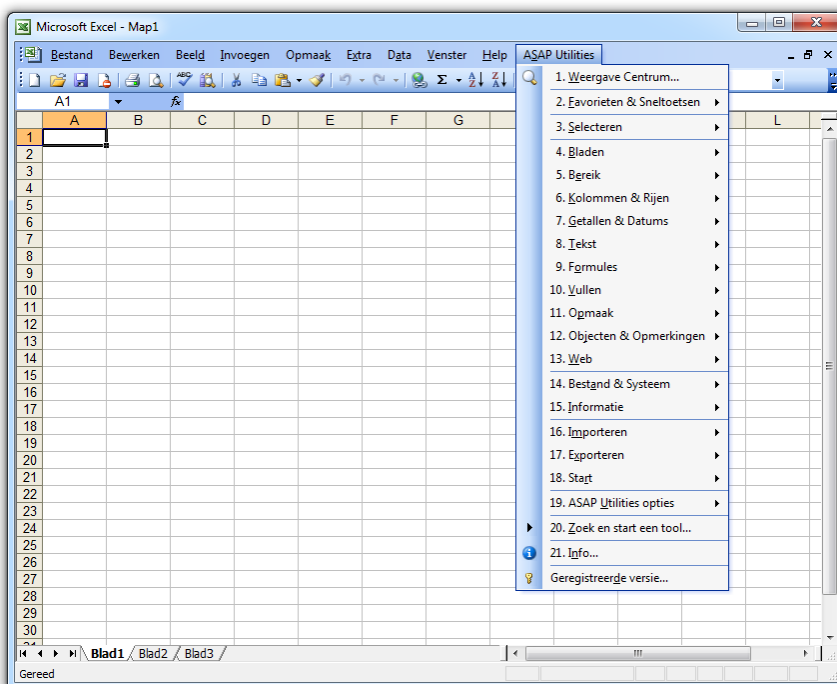 Microsoft Excel - Map1
Bestand Bewerken Beeld Invoegen Opmaak Extra Data Venster Help ASAP Utilities
A1 fx
A B C D E F G L
1
2
3
4
5
6
7
8
9
10
11
12
13
14
15
16
17
18
19
20
21
22
23
24
25
26
27
28
29
30
1. Weergave Centrum...
2. Favorieten & Sneltoetsen
3. Selecteren
4. Bladen
5. Bereik
6. Kolommen & Rijen
7. Getallen & Datums
8. Tekst
9. Formules
10. Vullen
11. Opmaak
12. Objecten & Opmerkingen
13. Web
14. Bestand & Systeem
15. Informatie
16. Importeren
17. Exporteren
18. Start
19. ASAP Utilities opties
20. Zoek en start een tool...
21. Info...
Geregistreerde versie...
Blad1 Blad2 Blad3
Gereed